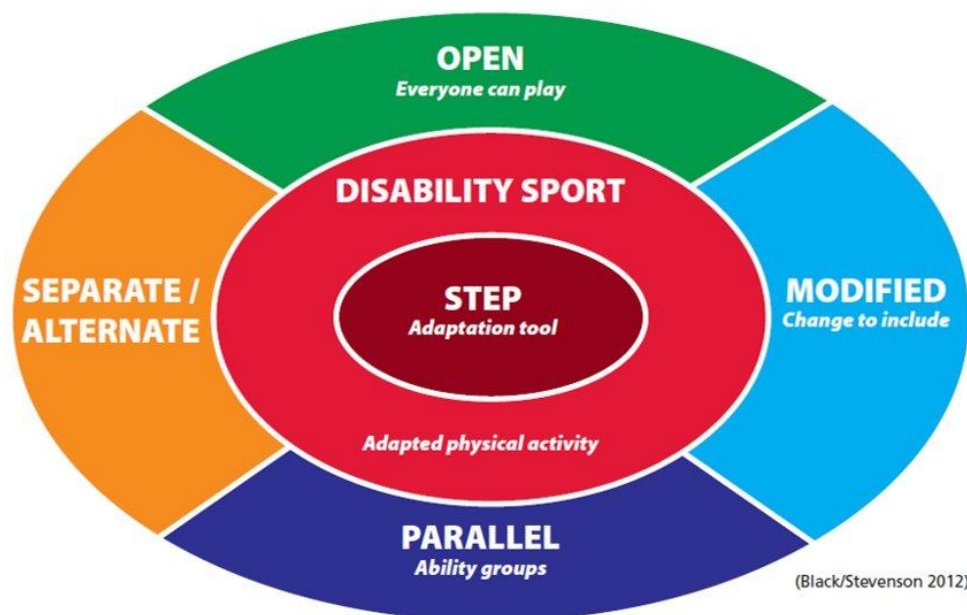 OPEN
Everyone can play
DISABILITY SPORT
SEPARATE /
ALTERNATE
STEP
Adaptation tool
MODIFIED
Change to include
Adapted physical activity
PARALLEL
Ability groups
(Black/Stevenson 2012)